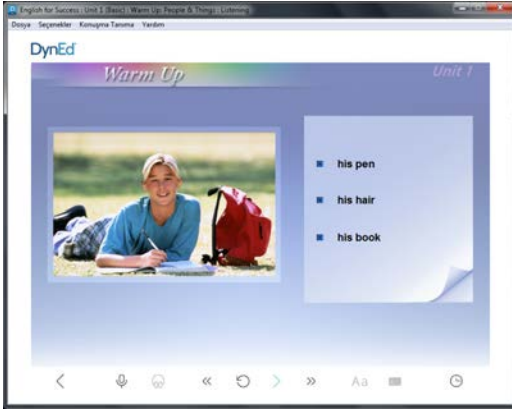 English for Success : Unit 1 (Basic) : Warm Up: People & Things : Listening
Dosya Seçenekler Konuşma Tanıma Yardım
DynEd
Warm Up
Unit 1
his pen
his hair
his book
Aa